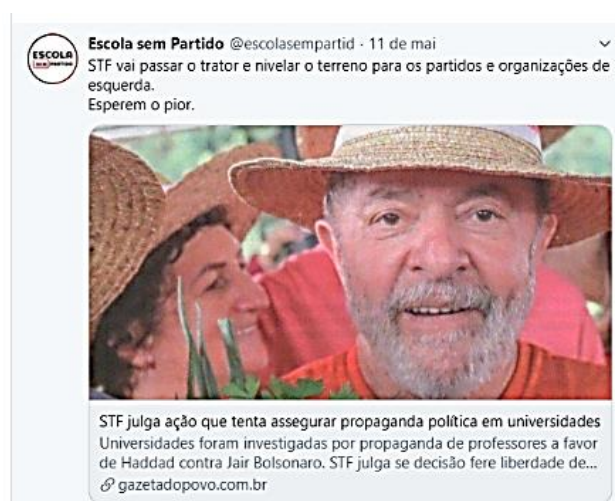 ESCOLA
SEM PARTIDO
Escola sem Partido @escolasempartid · 11 de mai
STF vai passar o trator e nivelar o terreno para os partidos e organizações de
esquerda.
Esperem o pior.
STF julga ação que tenta assegurar propaganda política em universidades
Universidades foram investigadas por propaganda de professores a favor
de Haddad contra Jair Bolsonaro. STF julga se decisão fere liberdade de...
gazetadopovo.com.br